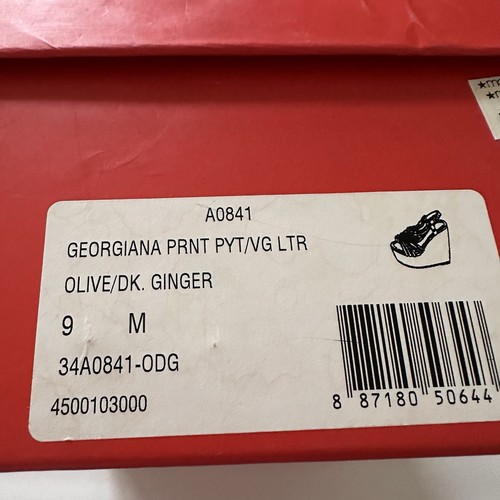 A0841
GEORGIANA PRNT PYT/VG LTR
OLIVE/DK. GINGER
9 M
34A0841-ODG
4500103000
8 87180 50644